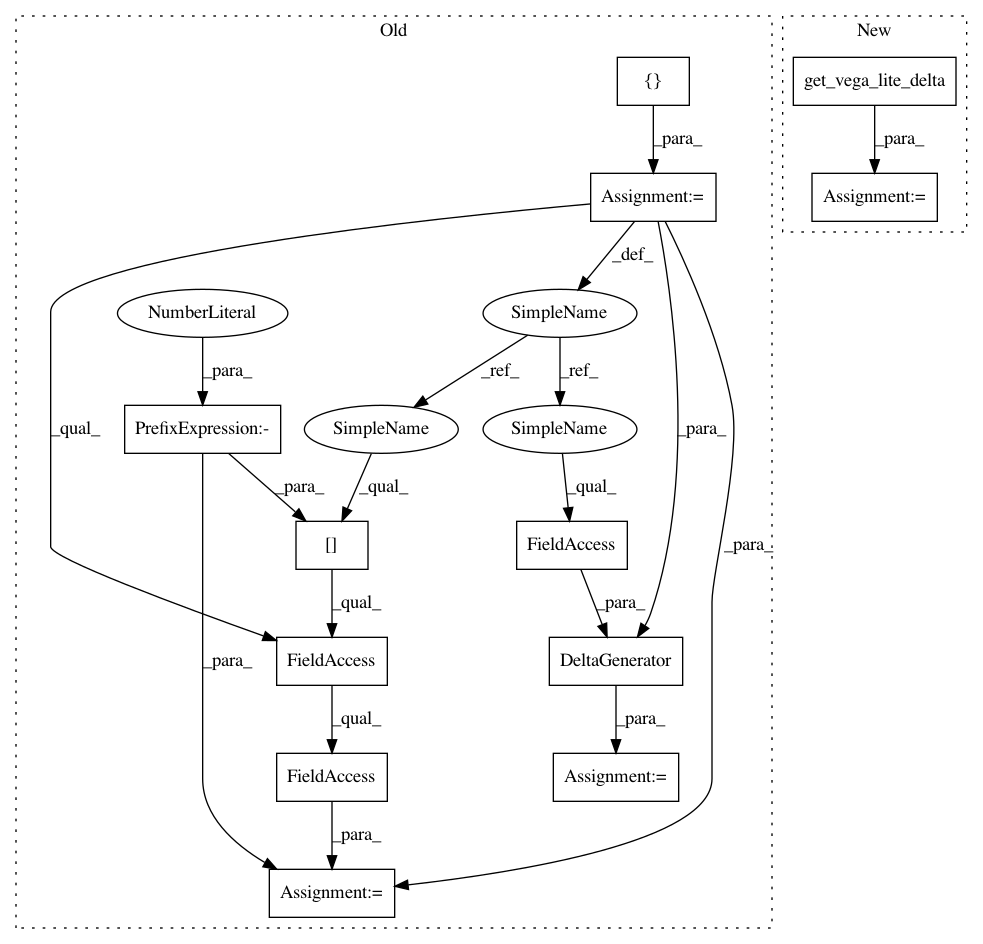 Old
New
{}
get_vega_lite_delta
_para_
_para_
Assignment:=
Assignment:=
_def_
NumberLiteral
SimpleName
_para_
_ref_
_ref_
_qual_
PrefixExpression:-
SimpleName
SimpleName
_para_
_para_
_qual_
_qual_
[]
FieldAccess
_para_
_qual_
_para_
_para_
FieldAccess
DeltaGenerator
_qual_
_para_
FieldAccess
Assignment:=
_para_
Assignment:=